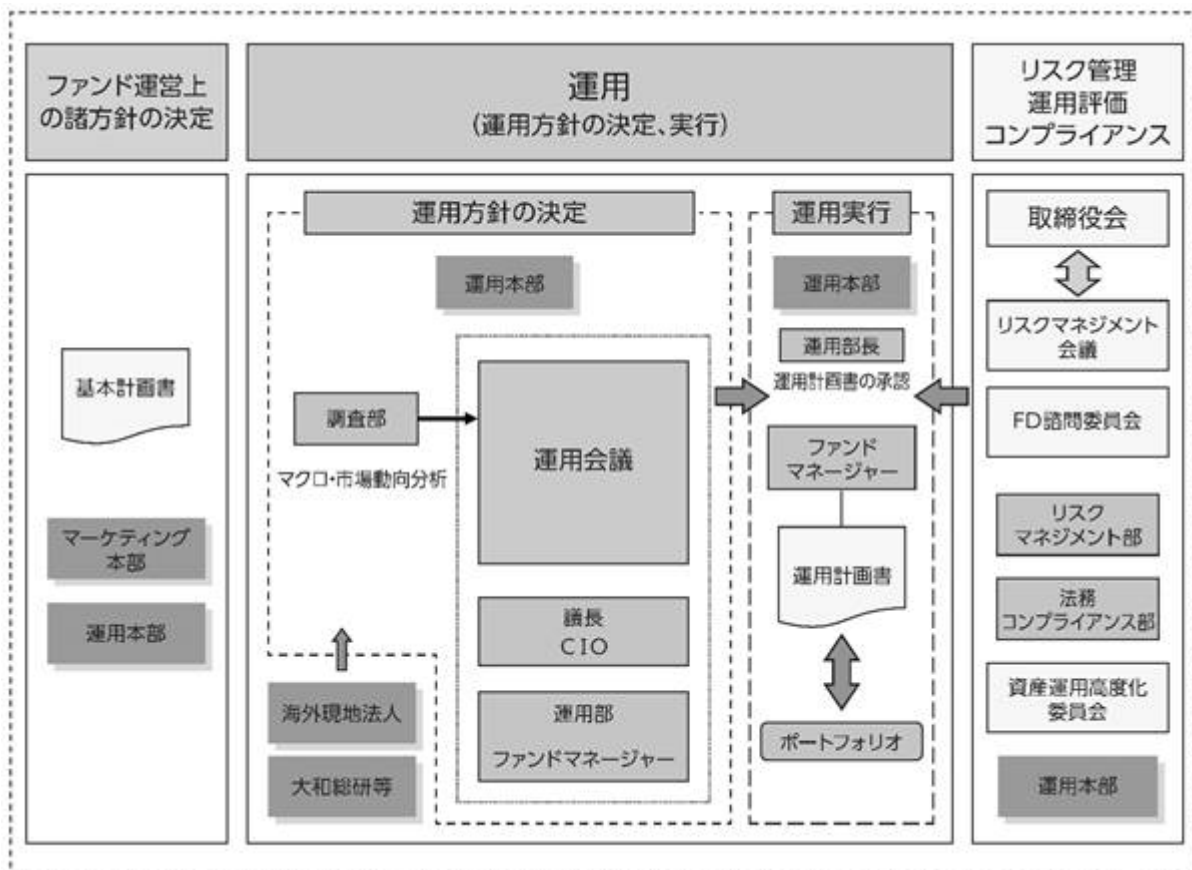 ファンド運営上
の諸方針の決定
運用
(運用方針の決定、実行)
リスク管理
運用評価
コンプライアンス
基本計画書
マーケティング
本部
運用本部
運用方針の決定
運用本部
調査部
マクロ・市場動向分析
運用会議
議長
CIO
運用部
ファンドマネージャー
海外現地法人
大和総研等
運用実行
運用本部
運用部長
運用計画書の承認
ファンド
マネージャー
運用計画書
ポートフォリオ
取締役会
リスクマネジメント
会議
FD諮問委員会
リスク
マネジメント部
法務
コンプライアンス部
資産運用高度化
委員会
運用本部